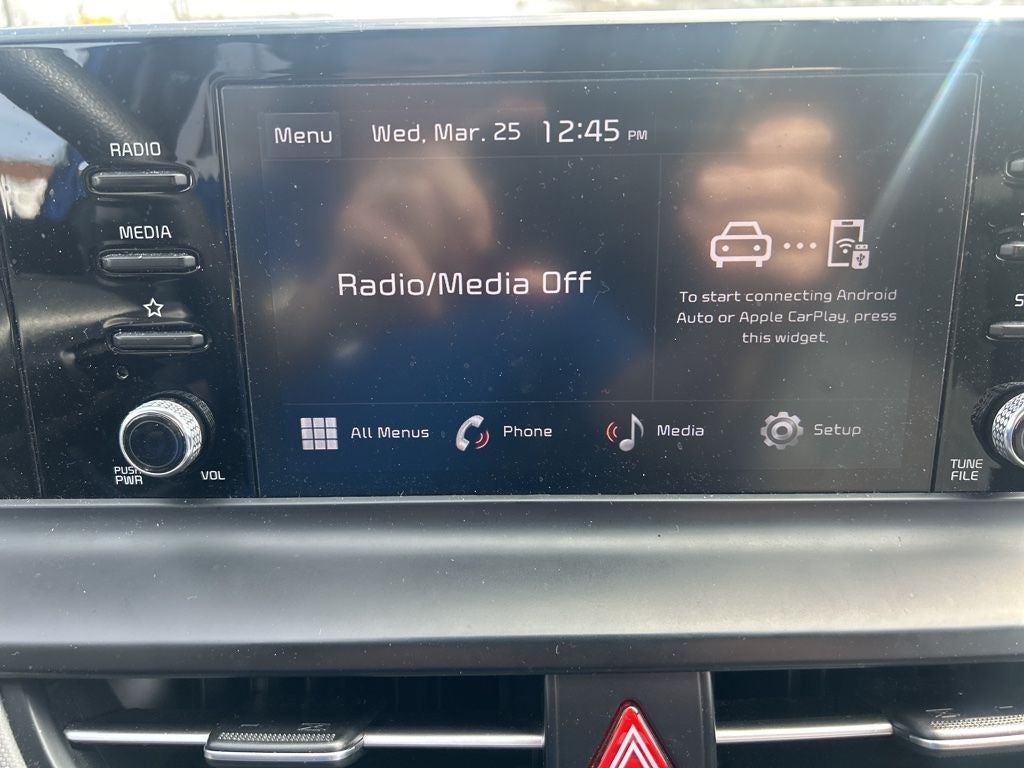 Menu Wed, Mar. 25 12:45 PM
RADIO
MEDIA
Radio/Media Off
To start connecting Android
Auto or Apple CarPlay, press
this widget.
All Menus Phone Media Setup
PUSH
PWR
VOL
TUNE
FILE